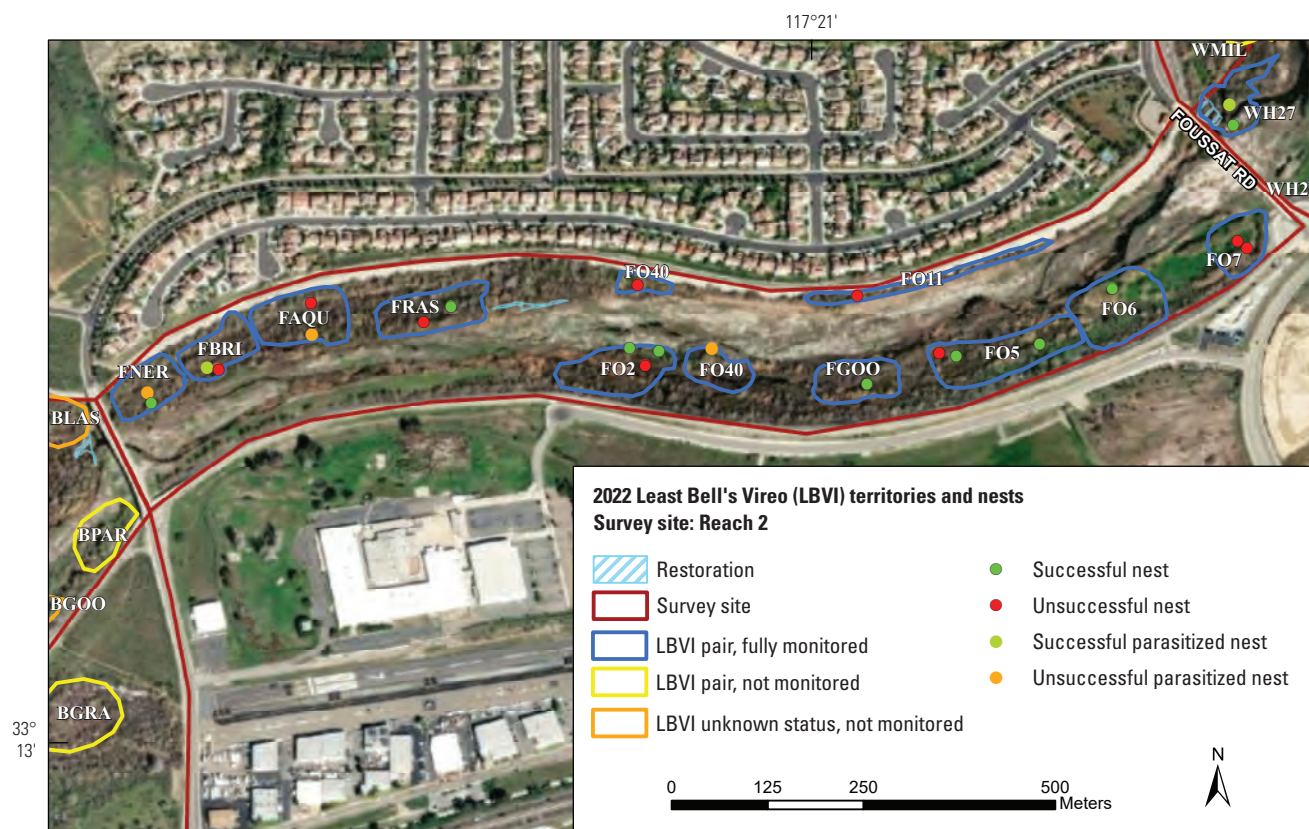 117°21'
WMIL
WH27
FOUSSAT RD
WH2
FO7
FO40
FO11
FRAS
FAQU
FO6
FBRI
FO5
FO2
FO40
FGOO
FNER
BLAS
BPAR
BGOO
BGRA
33°
13'
2022 Least Bell's Vireo (LBVI) territories and nests
Survey site: Reach 2
Restoration
Survey site
LBVI pair, fully monitored
LBVI pair, not monitored
LBVI unknown status, not monitored
Successful nest
Unsuccessful nest
Successful parasitized nest
Unsuccessful parasitized nest
N
0 125 250 500
Meters